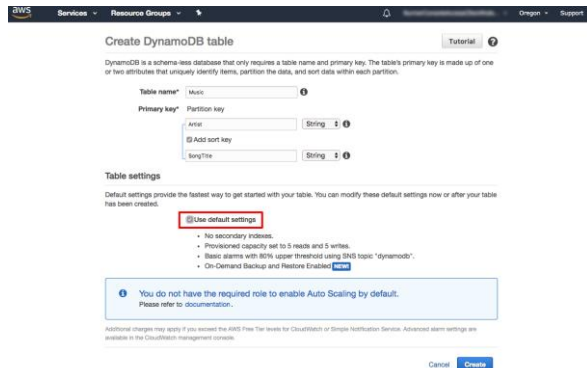 aws Services Resource Groups Oregon Support
Create DynamoDB table Tutorial
DynamoDB is a schema-less database that only requires a table name and primary key. The table's primary key is made up of one
or two attributes that uniquely identify items, partition the data, and sort data within each partition.
Table name* Music
Primary key* Partition key
Artist String
Add sort key
SongTitle String
Table settings
Default settings provide the fastest way to get started with your table. You can modify these default settings now or after your table
has been created.
Use default settings
• No secondary indexes.
• Provisioned capacity set to 5 reads and 5 writes.
• Basic alarms with 80% upper threshold using SNS topic "dynamodb".
• On-Demand Backup and Restore Enabled NEW!
You do not have the required role to enable Auto Scaling by default.
Please refer to documentation.
Additional charges may apply if you exceed the AWS Free Tier levels for CloudWatch or Simple Notification Service. Advanced alarm settings are
available in the CloudWatch management console.
Cancel Create